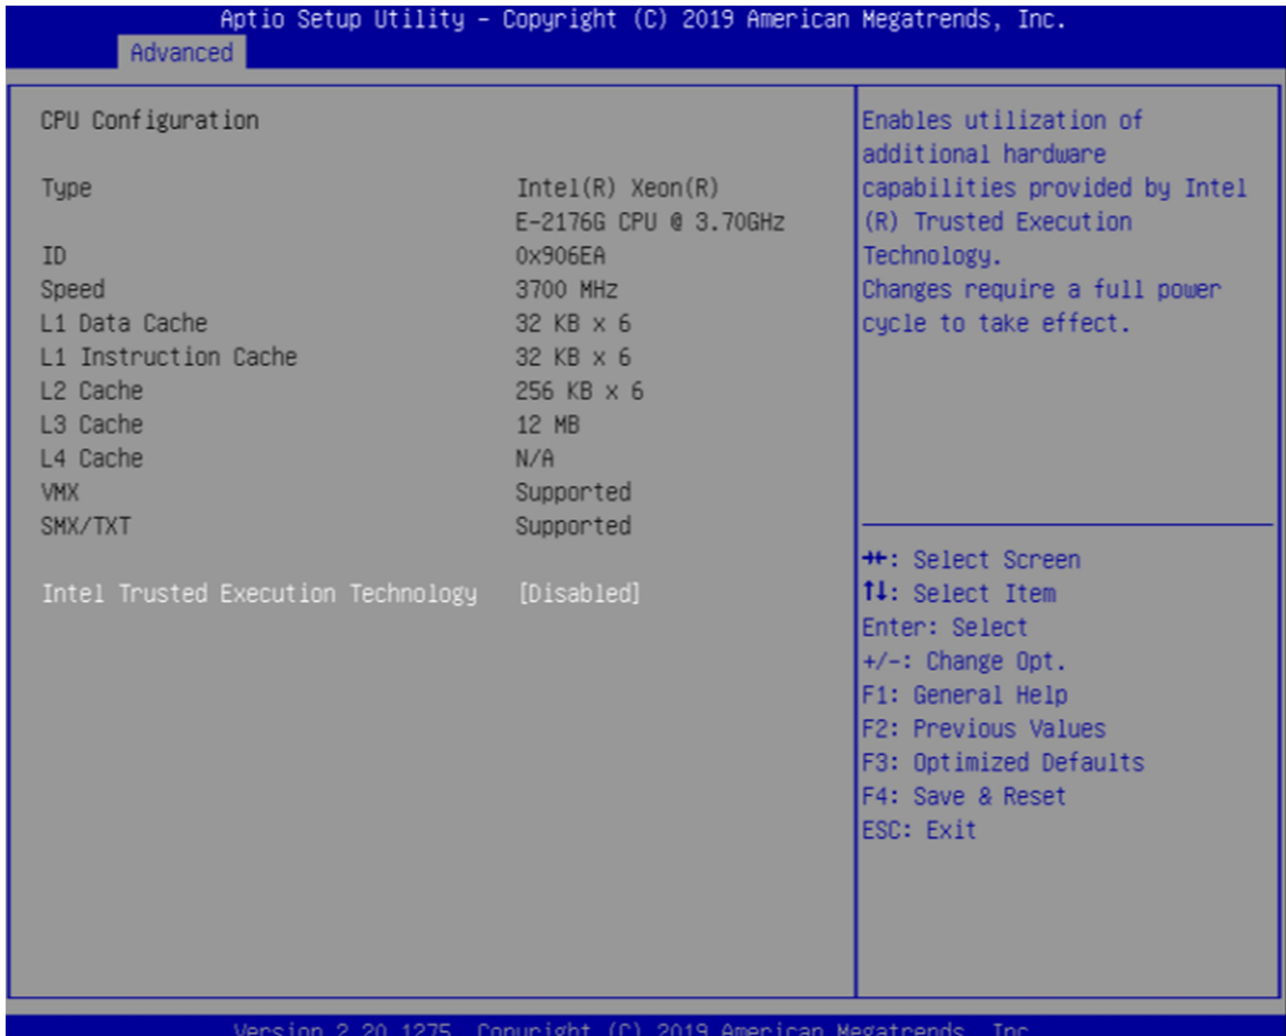 Aptio Setup Utility – Copyright (C) 2019 American Megatrends, Inc.
Advanced
CPU Configuration
Type Intel(R) Xeon(R)
E-2176G CPU @ 3.70GHz
ID 0x906EA
Speed 3700 MHz
L1 Data Cache 32 KB x 6
L1 Instruction Cache 32 KB x 6
L2 Cache 256 KB x 6
L3 Cache 12 MB
L4 Cache N/A
VMX Supported
SMX/TXT Supported
Intel Trusted Execution Technology [Disabled]
Enables utilization of
additional hardware
capabilities provided by Intel
(R) Trusted Execution
Technology.
Changes require a full power
cycle to take effect.
→←: Select Screen
↑↓: Select Item
Enter: Select
+/-: Change Opt.
F1: General Help
F2: Previous Values
F3: Optimized Defaults
F4: Save & Reset
ESC: Exit
Version 2.20.1275. Copyright (C) 2019 American Megatrends, Inc.